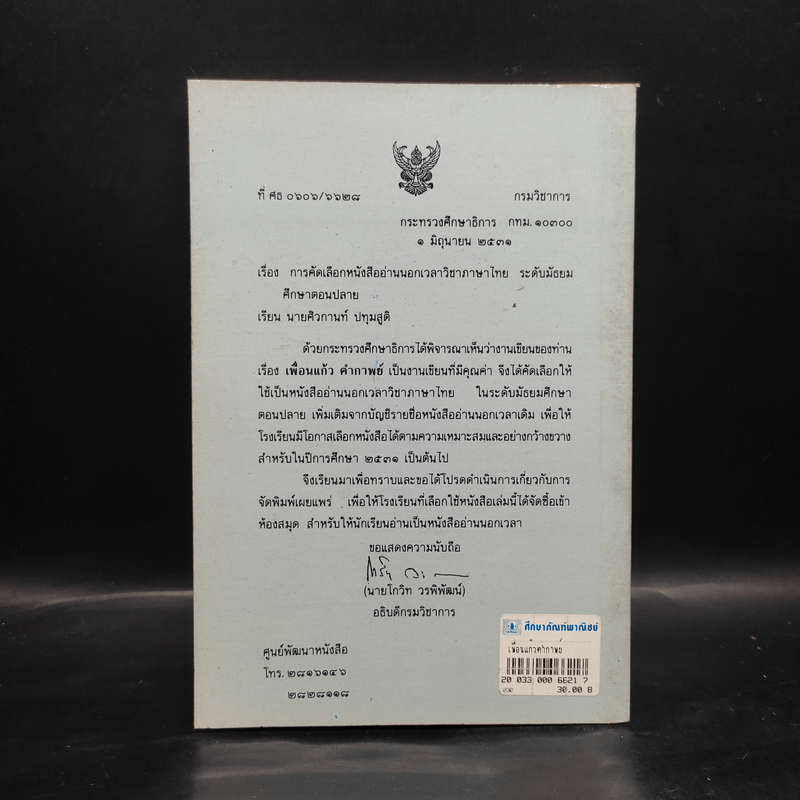 ที่ ศธ ๐๖๐๖/๖๖๒๘ กรมวิชาการ
กระทรวงศึกษาธิการ กทม. ๑๐๓๐๐
๑ มิถุนายน ๒๕๓๑
เรื่อง การคัดเลือกหนังสืออ่านนอกเวลาวิชาภาษาไทย ระดับมัธยม
ศึกษาตอนปลาย
เรียน นายศิวกานท์ ปทุมสูติ
ด้วยกระทรวงศึกษาธิการได้พิจารณาเห็นว่างานเขียนของท่าน
เรื่อง เพื่อนแก้ว คำกาพย์ เป็นงานเขียนที่มีคุณค่า จึงได้คัดเลือกให้
ใช้เป็นหนังสืออ่านนอกเวลาวิชาภาษาไทย ในระดับมัธยมศึกษา
ตอนปลาย เพิ่มเติมจากบัญชีรายชื่อหนังสืออ่านนอกเวลาเดิม เพื่อให้
โรงเรียนมีโอกาสเลือกหนังสือได้ตามความเหมาะสมและอย่างกว้างขวาง
สำหรับในปีการศึกษา ๒๕๓๑ เป็นต้นไป
จึงเรียนมาเพื่อทราบและขอได้โปรดดำเนินการเกี่ยวกับการ
จัดพิมพ์เผยแพร่ เพื่อให้โรงเรียนที่เลือกใช้หนังสือเล่มนี้ได้จัดซื้อเข้า
ห้องสมุด สำหรับให้นักเรียนอ่านเป็นหนังสืออ่านนอกเวลา
ขอแสดงความนับถือ
(นายโกวิท วรพิพัฒน์)
อธิบดีกรมวิชาการ
ศูนย์พัฒนาหนังสือ
โทร. ๒๘๑๖๑๔๖
๒๘๒๘๑๑๘
ศึกษาภัณฑ์พาณิชย์
เพื่อนแก้วคำกาพย์
20 033 000 6621 7
30.00 B